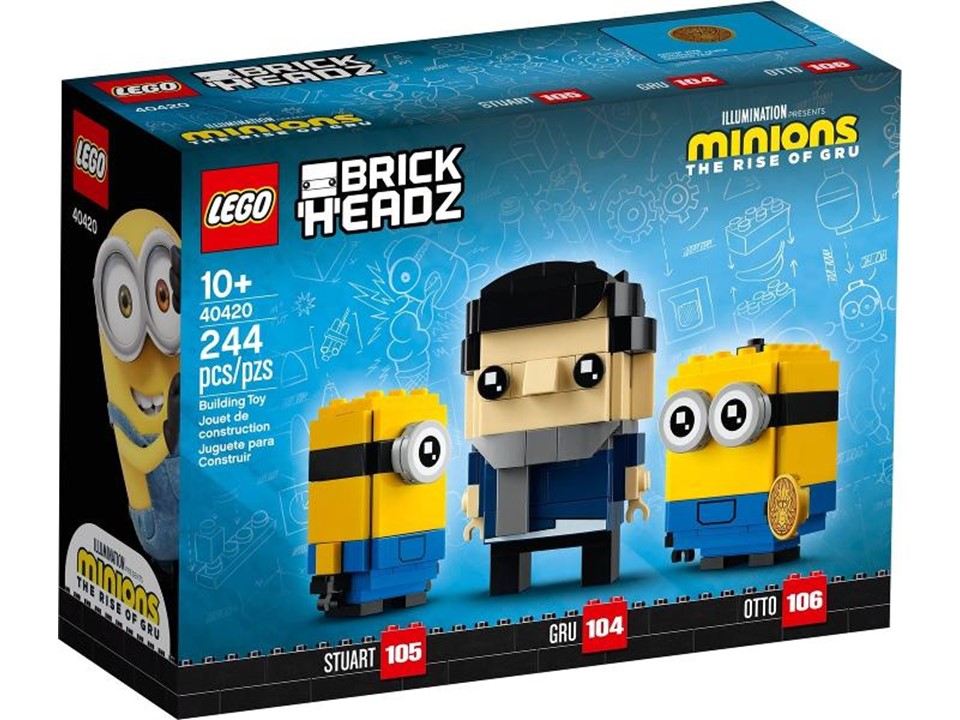 LEGO
40420
BRICK
HEADZ
MINIONS
THE RISE OF GRU
STUART 105
GRU 104
OTTO 106
LEGO
40420
ILLUMINATION PRESENTS
MINIONS
THE RISE OF GRU
LEGO
BRICK
HEADZ
10+
40420
244
pcs/pzs
Building Toy
Jouet de
construction
Juguete para
Construir
ILLUMINATION PRESENTS
MINIONS
THE RISE OF GRU
STUART 105
GRU 104
OTTO 106